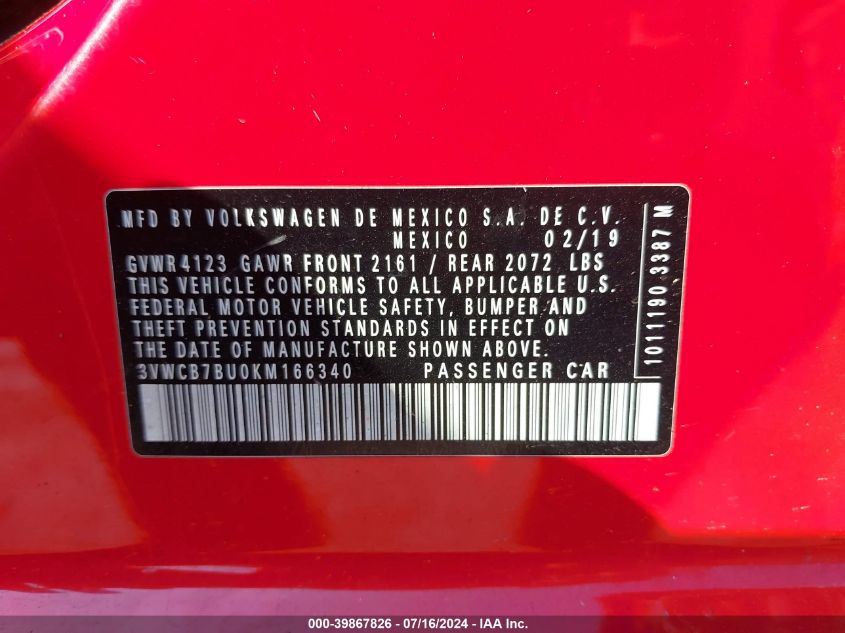 MFD BY VOLKSWAGEN DE MEXICO S.A. DE C.V.
MEXICO 02/19
GVWR4123 GAWR FRONT 2161 / REAR 2072 LBS
THIS VEHICLE CONFORMS TO ALL APPLICABLE U.S.
FEDERAL MOTOR VEHICLE SAFETY, BUMPER AND
THEFT PREVENTION STANDARDS IN EFFECT ON
THE DATE OF MANUFACTURE SHOWN ABOVE.
3VWCB7BU0KM166340 PASSENGER CAR
1011190 3387 M
000-39867826 - 07/16/2024 - IAA Inc.